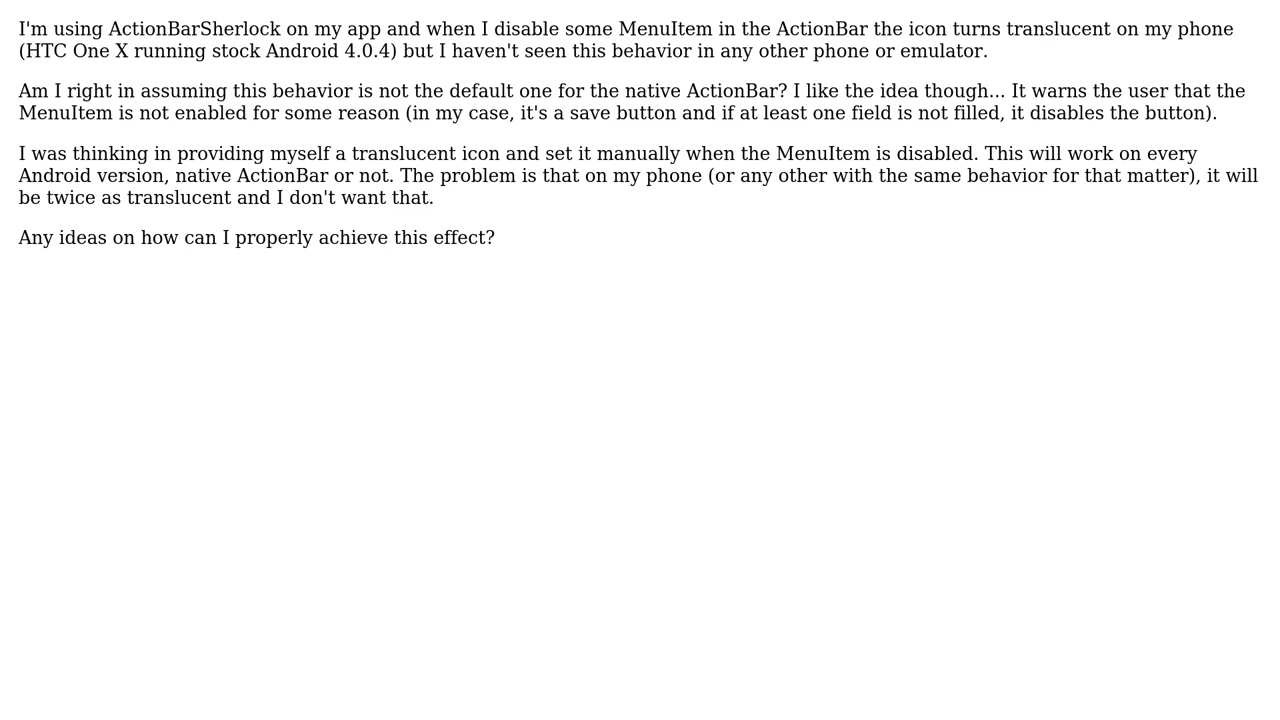 I'm using ActionBarSherlock on my app and when I disable some MenuItem in the ActionBar the icon turns translucent on my phone
(HTC One X running stock Android 4.0.4) but I haven't seen this behavior in any other phone or emulator.
Am I right in assuming this behavior is not the default one for the native ActionBar? I like the idea though... It warns the user that the
MenuItem is not enabled for some reason (in my case, it's a save button and if at least one field is not filled, it disables the button).
I was thinking in providing myself a translucent icon and set it manually when the MenuItem is disabled. This will work on every
Android version, native ActionBar or not. The problem is that on my phone (or any other with the same behavior for that matter), it will
be twice as translucent and I don't want that.
Any ideas on how can I properly achieve this effect?